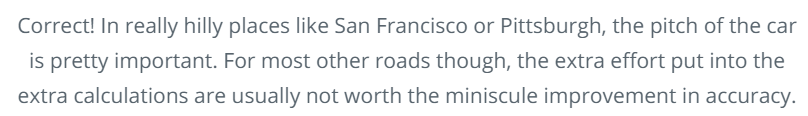 Correct! In really hilly places like San Francisco or Pittsburgh, the pitch of the car
is pretty important. For most other roads though, the extra effort put into the
extra calculations are usually not worth the miniscule improvement in accuracy.